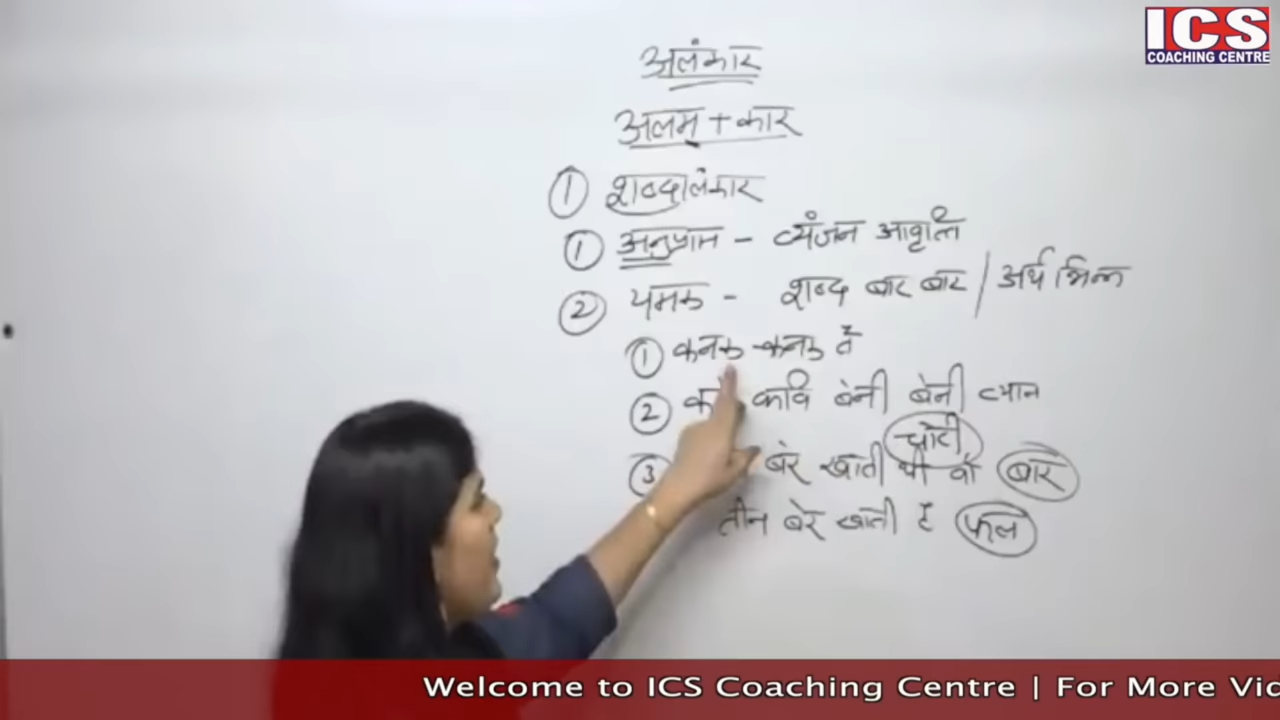 ICS
COACHING CENTRE
अलंकार
अलम + कार
① शब्दालंकार
① अनुप्रास - व्यंजन आवृत्ति
② यमक - शब्द बार बार / अर्थ भिन्न
① कनक - कनक ते
② कवि बेनी बेनी व्याल
चोटी
③ बेर खाती थी वो बार
तीन बेर खाती है फल
Welcome to ICS Coaching Centre | For More